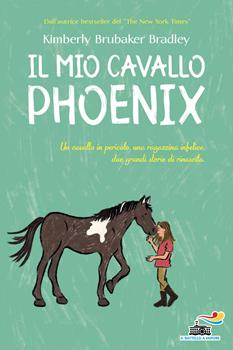 Dall'autrice bestseller del "The New York Times"
Kimberly Brubaker Bradley
IL MIO CAVALLO
PHOENIX
Un cavallo in pericolo, una ragazzina infelice,
due grandi storie di rinascita.
IL BATTELLO A VAPORE